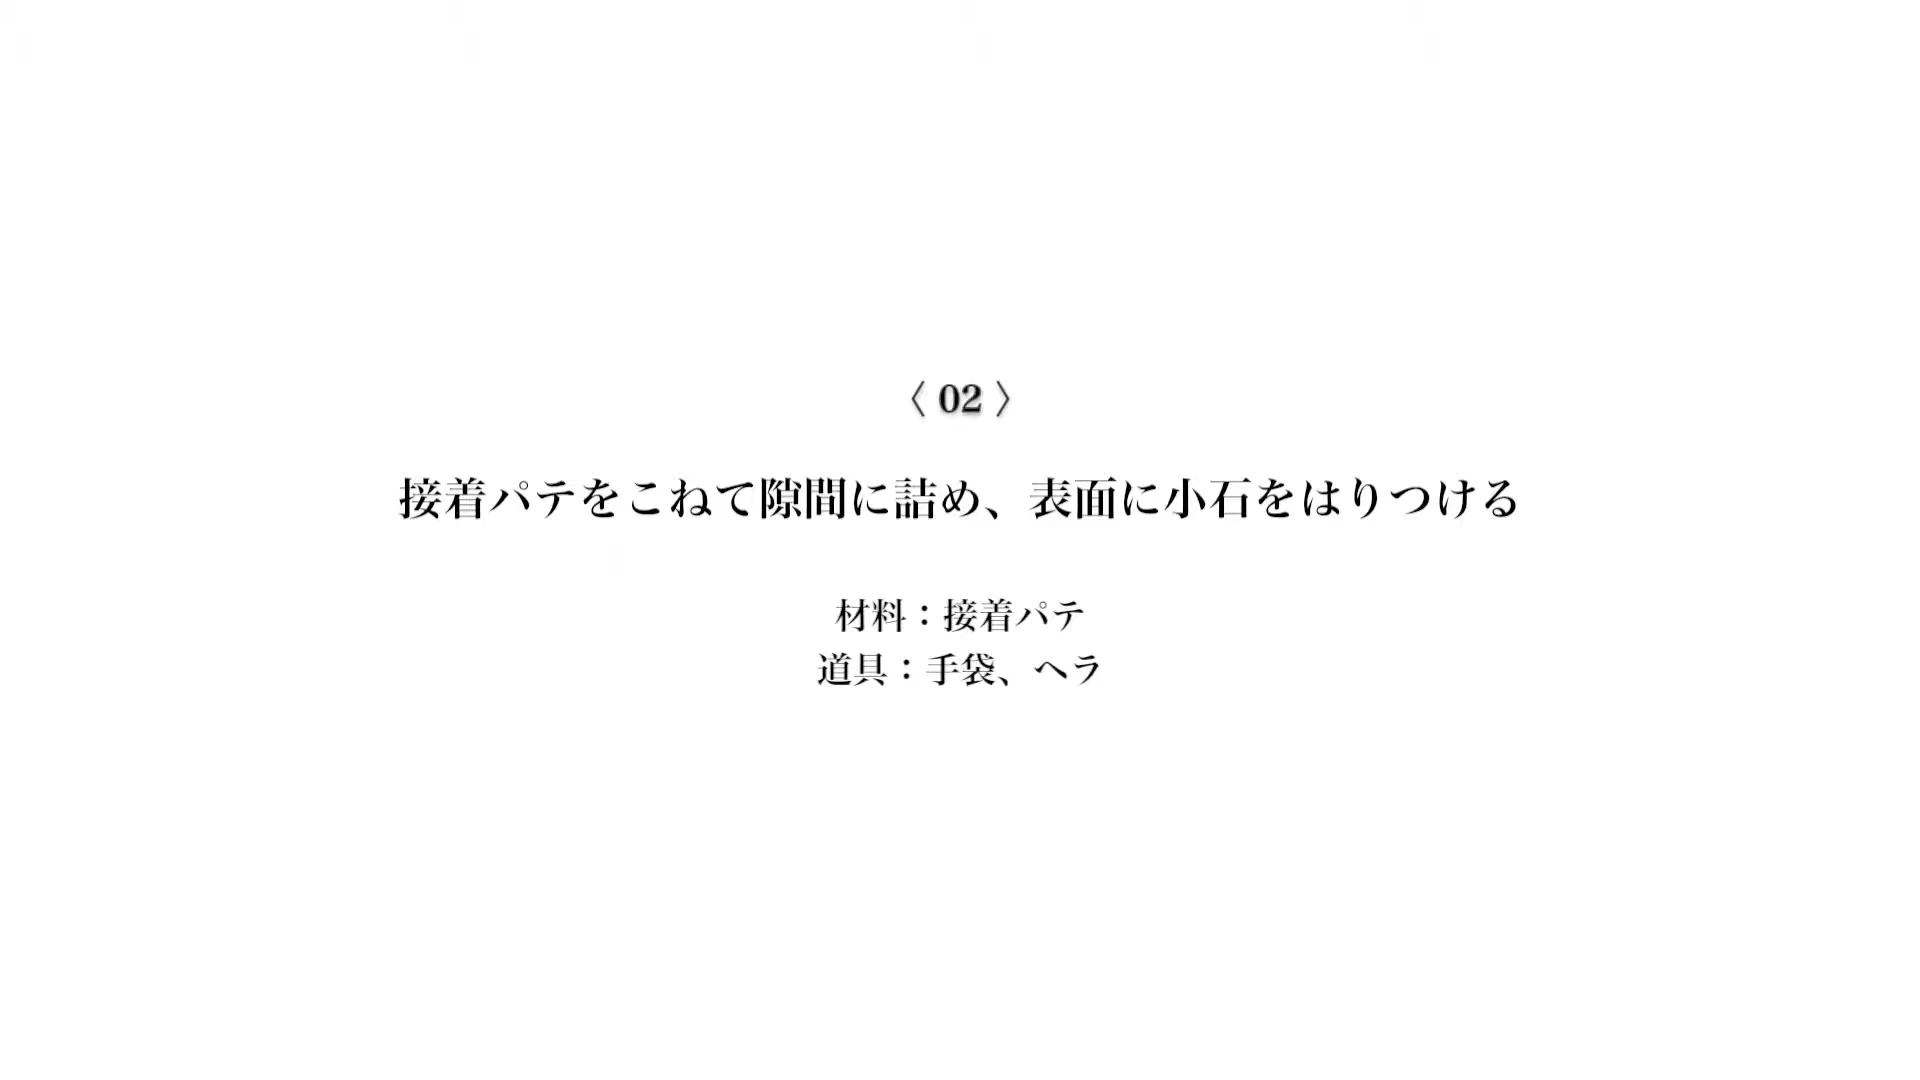 〈 02 〉
接着パテをこねて隙間に詰め、表面に小石をはりつける
材料：接着パテ
道具：手袋、ヘラ